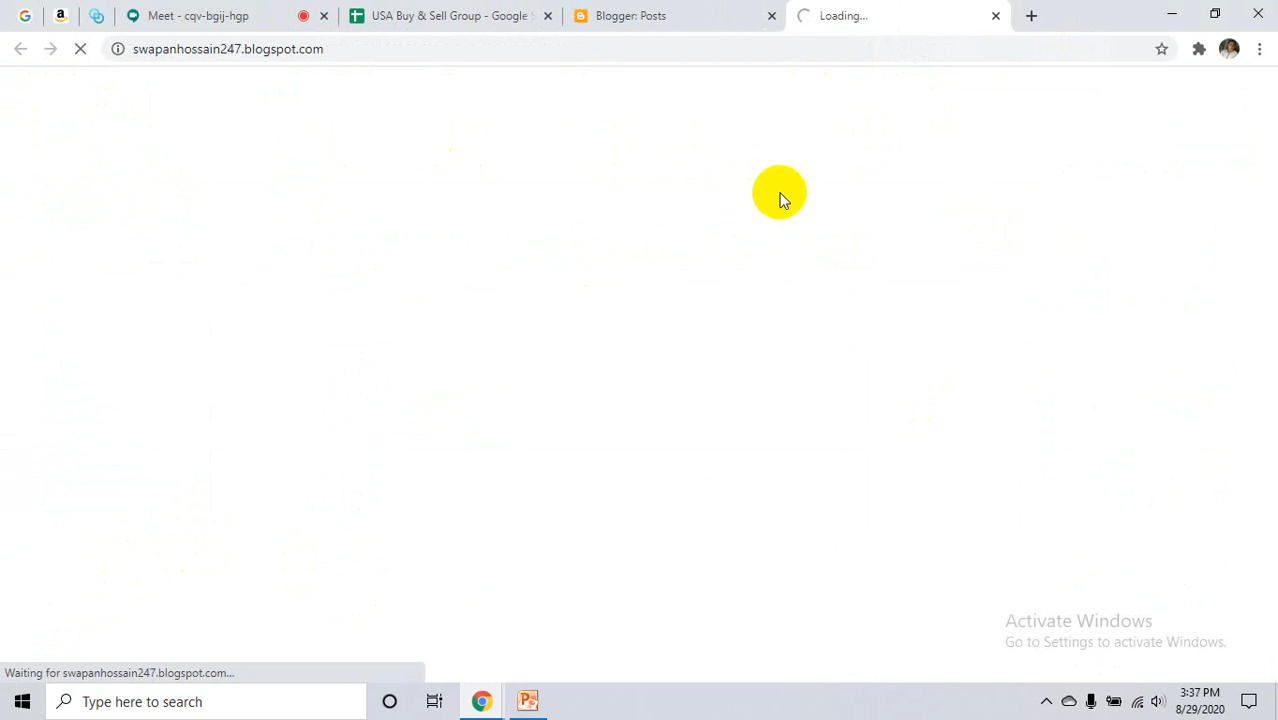 Meet - cqv-bgij-hgp
USA Buy & Sell Group - Google S
Blogger: Posts
Loading...
swapanhossain247.blogspot.com
Activate Windows
Go to Settings to activate Windows.
Waiting for swapanhossain247.blogspot.com...
Type here to search
3:37 PM
8/29/2020